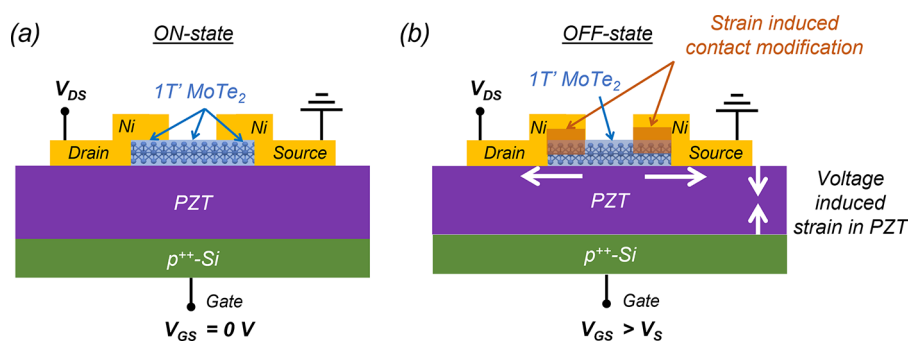 (a)
ON-state
1T' MoTe2
VDS
Ni
Ni
Drain
Source
PZT
p++-Si
Gate
VGS = 0 V
(b)
OFF-state
Strain induced
contact modification
1T' MoTe2
VDS
Ni
Ni
Drain
Source
PZT
Voltage
induced
strain in PZT
p++-Si
Gate
VGS > VS